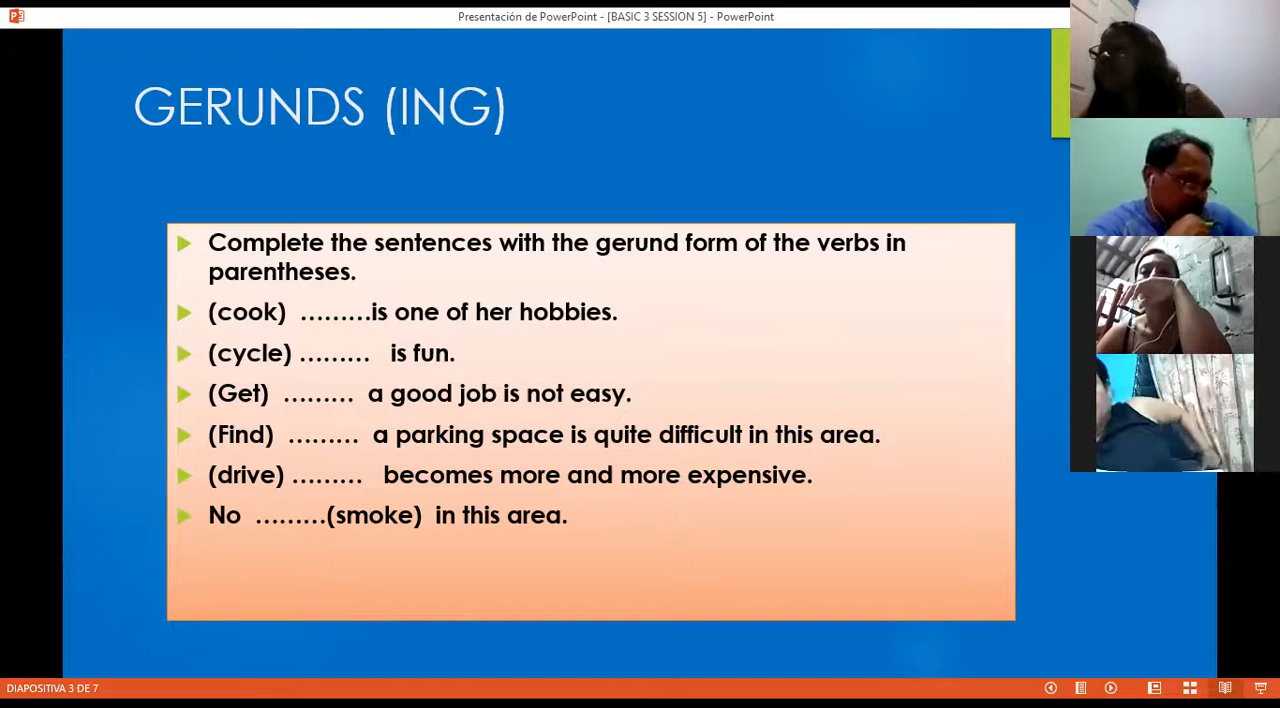 Presentación de PowerPoint - [BASIC 3 SESSION 5] - PowerPoint
GERUNDS (ING)
Complete the sentences with the gerund form of the verbs in
parentheses.
(cook) ………is one of her hobbies.
(cycle) ……… is fun.
(Get) ……… a good job is not easy.
(Find) ……… a parking space is quite difficult in this area.
(drive) ……… becomes more and more expensive.
No ………(smoke) in this area.
DIAPOSITIVA 3 DE 7